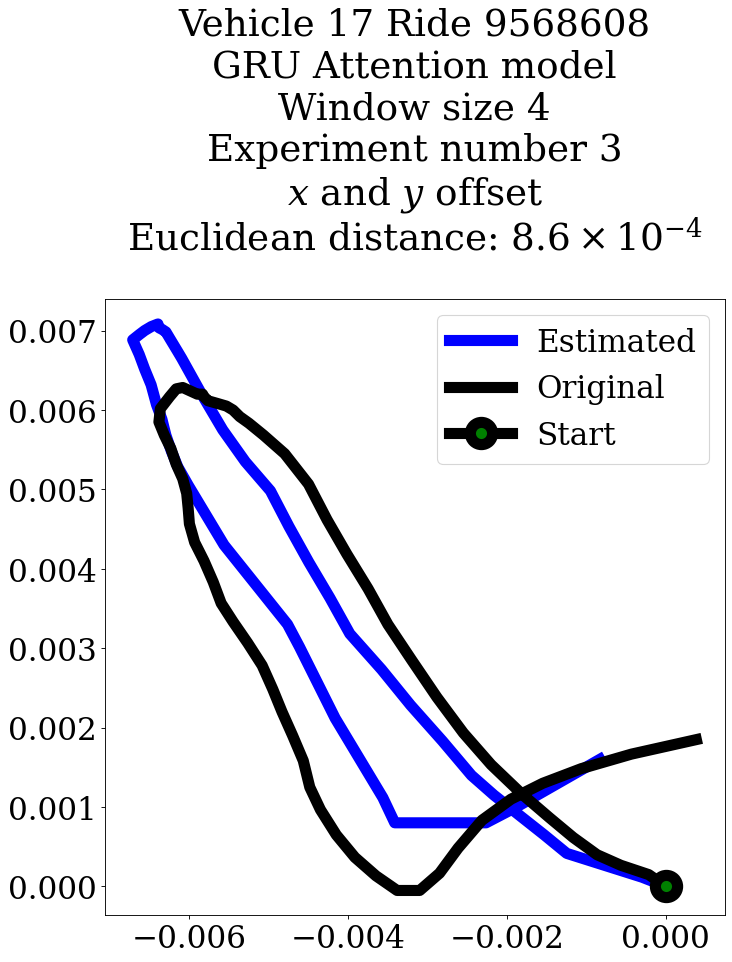 Vehicle 17 Ride 9568608
GRU Attention model
Window size 4
Experiment number 3
x and y offset
Euclidean distance: 8.6 × 10⁻⁴
Estimated
Original
Start
0.007
0.006
0.005
0.004
0.003
0.002
0.001
0.000
−0.006 −0.004 −0.002 0.000